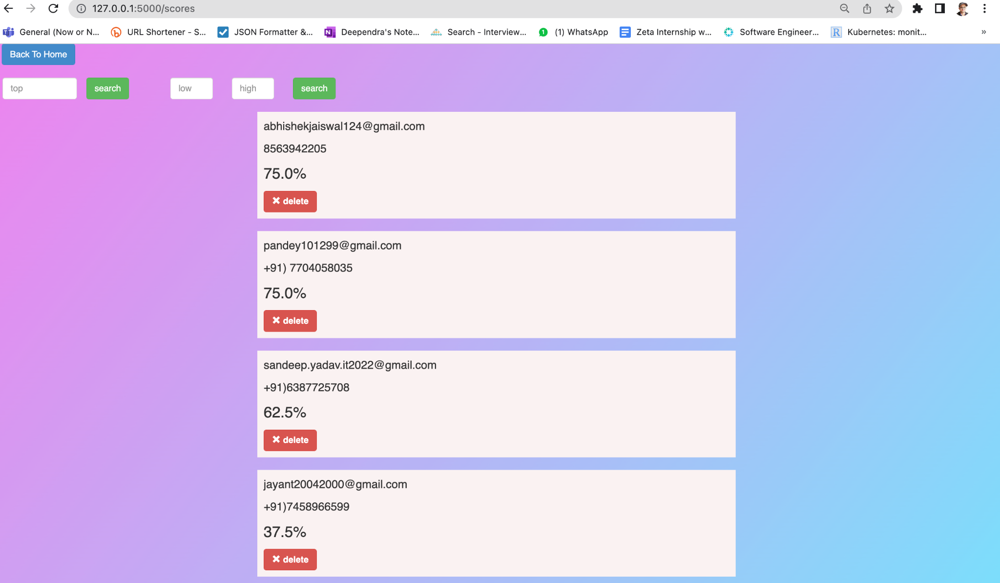 127.0.0.1:5000/scores
General (Now or N... URL Shortener - S... JSON Formatter &... Deependra's Note... Search - Interview... 1 (1) WhatsApp Zeta Internship w... Software Engineer... R Kubernetes: monit... »
Back To Home
top search low high search
abhishekjaiswal124@gmail.com
8563942205
75.0%
✖ delete
pandey101299@gmail.com
+91) 7704058035
75.0%
✖ delete
sandeep.yadav.it2022@gmail.com
+91)6387725708
62.5%
✖ delete
jayant20042000@gmail.com
+91)7458966599
37.5%
✖ delete